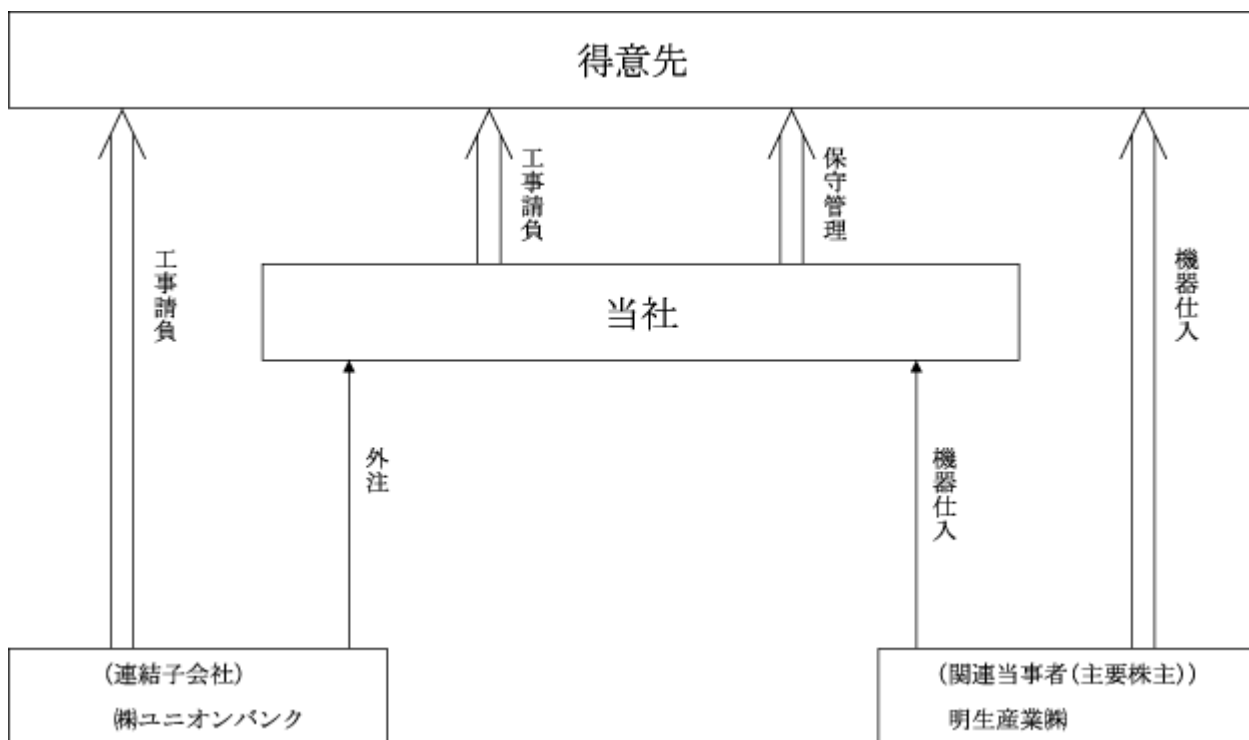 得意先
工事請負
保守管理
工事請負
機器仕入
当社
外注
機器仕入
(連結子会社)
㈱ユニオンバンク
(関連当事者(主要株主))
明生産業㈱